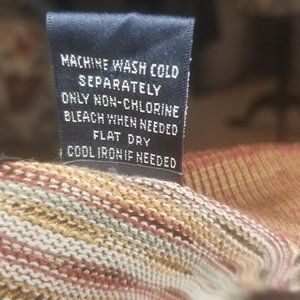 MACHINE WASH COLD
SEPARATELY
ONLY NON-CHLORINE
BLEACH WHEN NEEDED
FLAT DRY
COOL IRON IF NEEDED